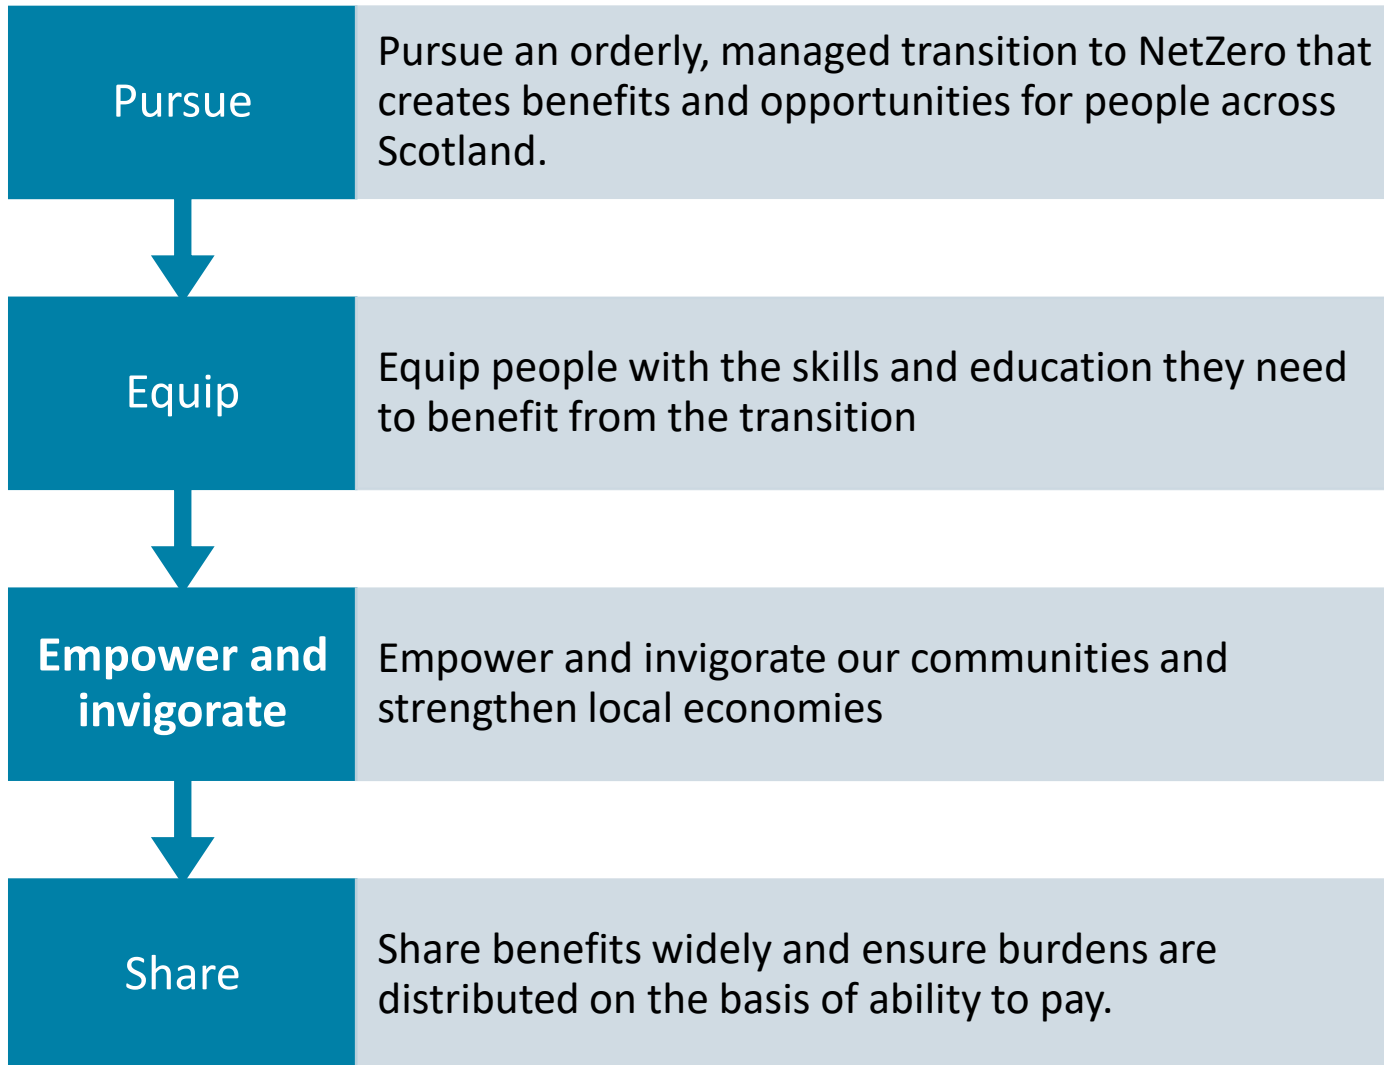 Pursue
Pursue an orderly, managed transition to NetZero that
creates benefits and opportunities for people across
Scotland.
Equip
Equip people with the skills and education they need
to benefit from the transition
Empower and
invigorate
Empower and invigorate our communities and
strengthen local economies
Share
Share benefits widely and ensure burdens are
distributed on the basis of ability to pay.